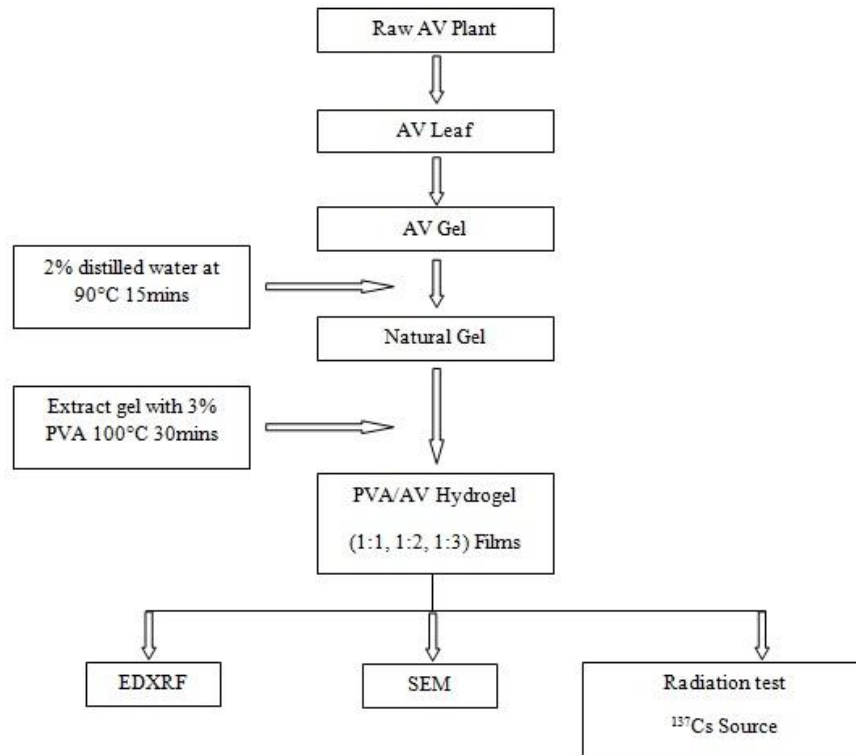 Raw AV Plant
AV Leaf
AV Gel
2% distilled water at
90°C 15mins
Natural Gel
Extract gel with 3%
PVA 100°C 30mins
PVA/AV Hydrogel
(1:1, 1:2, 1:3) Films
EDXRF
SEM
Radiation test
¹³⁷Cs Source